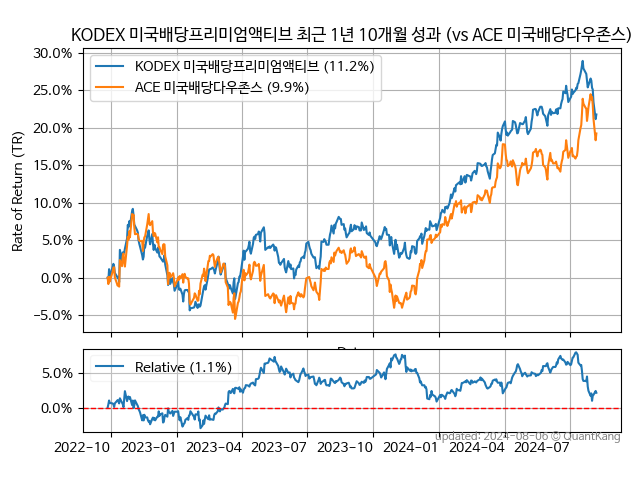 KODEX 미국배당프리미엄액티브 최근 1년 10개월 성과 (vs ACE 미국배당다우존스)
30.0%
25.0%
20.0%
15.0%
10.0%
5.0%
0.0%
−5.0%
Rate of Return (TR)
KODEX 미국배당프리미엄액티브 (11.2%)
ACE 미국배당다우존스 (9.9%)
5.0%
0.0%
Relative (1.1%)
2022−10 2023−01 2023−04 2023−07 2023−10 2024−01 2024−04 2024−07
Updated: 2024−08−06 © QuantKang